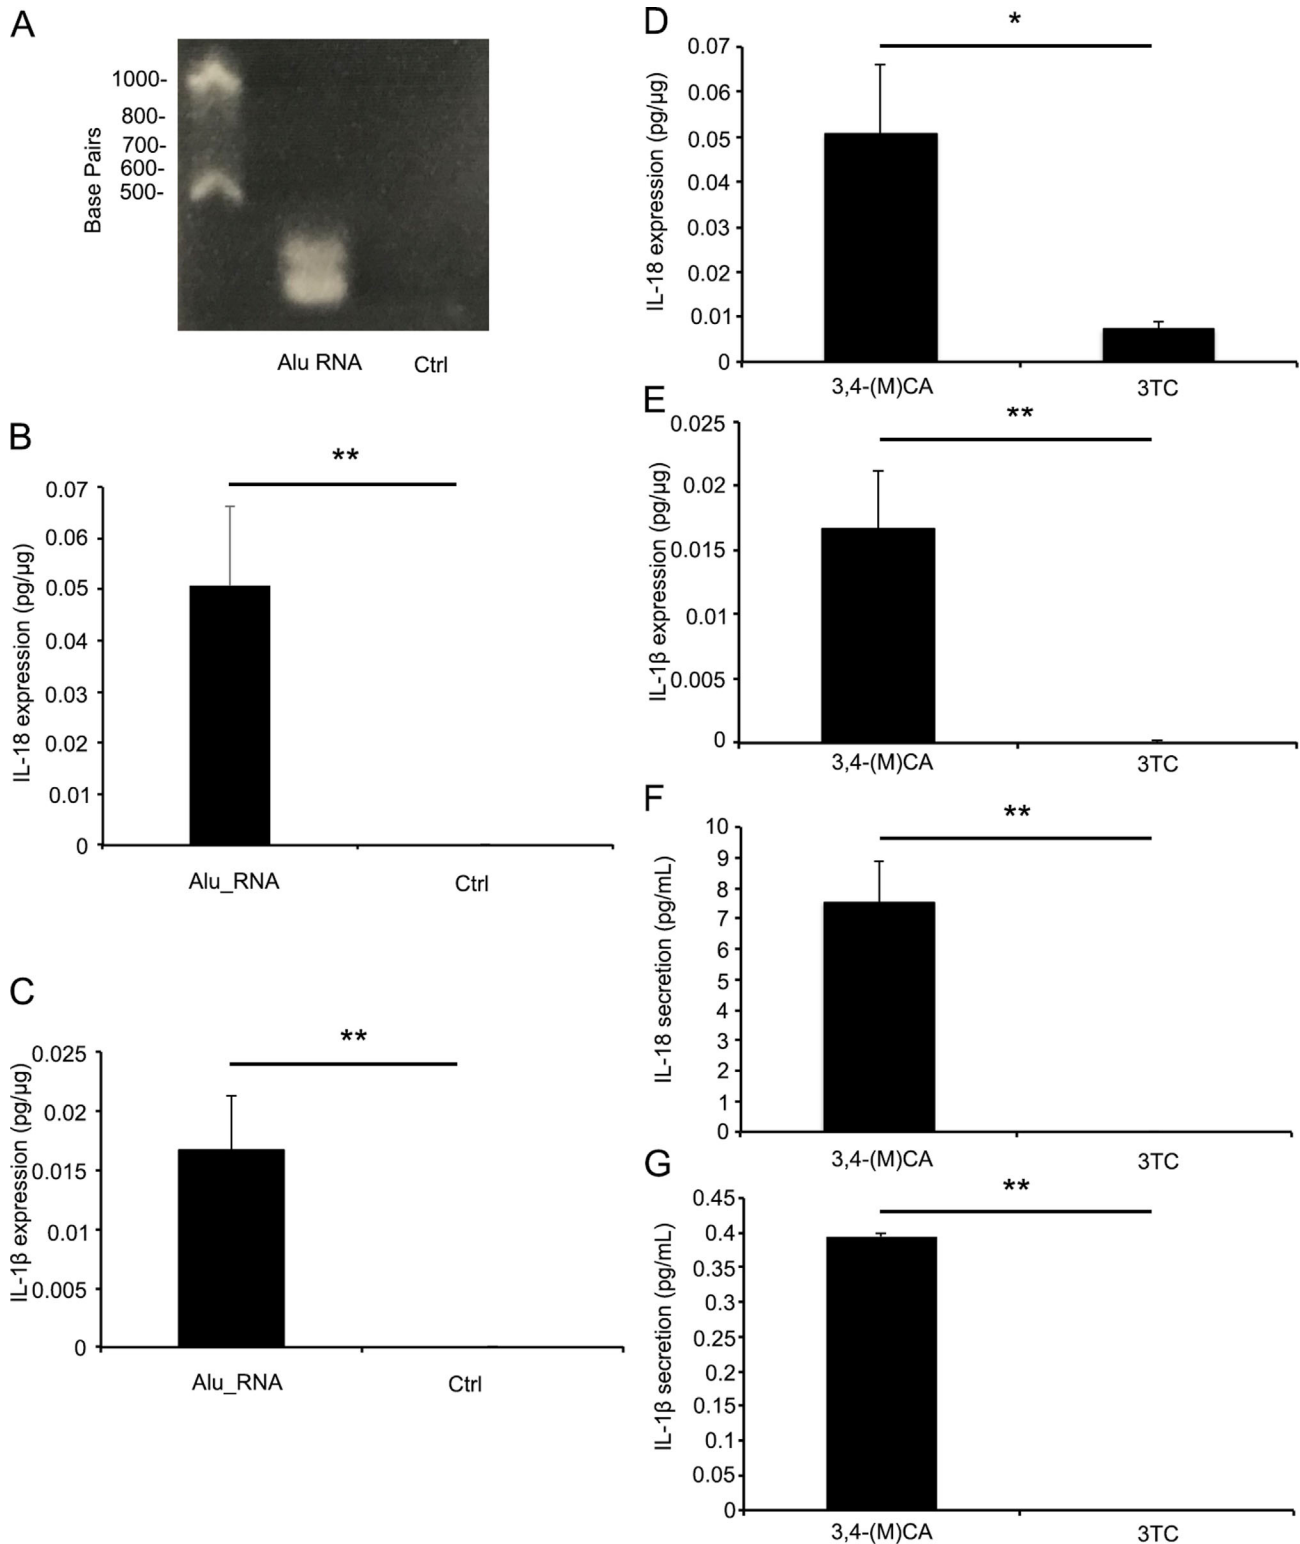 A
1000-
800-
700-
600-
500-
Base Pairs
Alu RNA
Ctrl
B
**
0.07
0.06
0.05
0.04
0.03
0.02
0.01
0
IL-18 expression (pg/µg)
Alu_RNA
Ctrl
C
**
0.025
0.02
0.015
0.01
0.005
0
IL-1β expression (pg/µg)
Alu_RNA
Ctrl
D
*
0.07
0.06
0.05
0.04
0.03
0.02
0.01
0
IL-18 expression (pg/µg)
3,4-(M)CA
3TC
E
**
0.025
0.02
0.015
0.01
0.005
0
IL-1β expression (pg/µg)
3,4-(M)CA
3TC
F
**
10
9
8
7
6
5
4
3
2
1
0
IL-18 secretion (pg/mL)
3,4-(M)CA
3TC
G
**
0.45
0.4
0.35
0.3
0.25
0.2
0.15
0.1
0.05
0
IL-1β secretion (pg/mL)
3,4-(M)CA
3TC